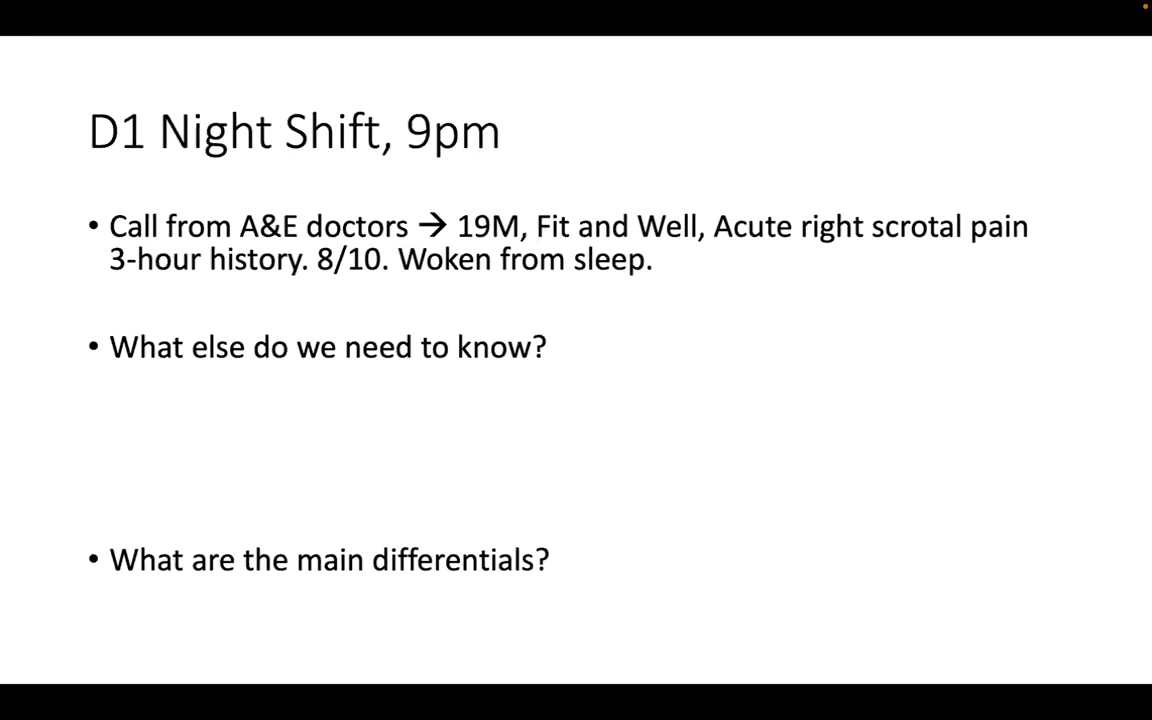 D1 Night Shift, 9pm
• Call from A&E doctors → 19M, Fit and Well, Acute right scrotal pain
3-hour history. 8/10. Woken from sleep.
• What else do we need to know?
• What are the main differentials?